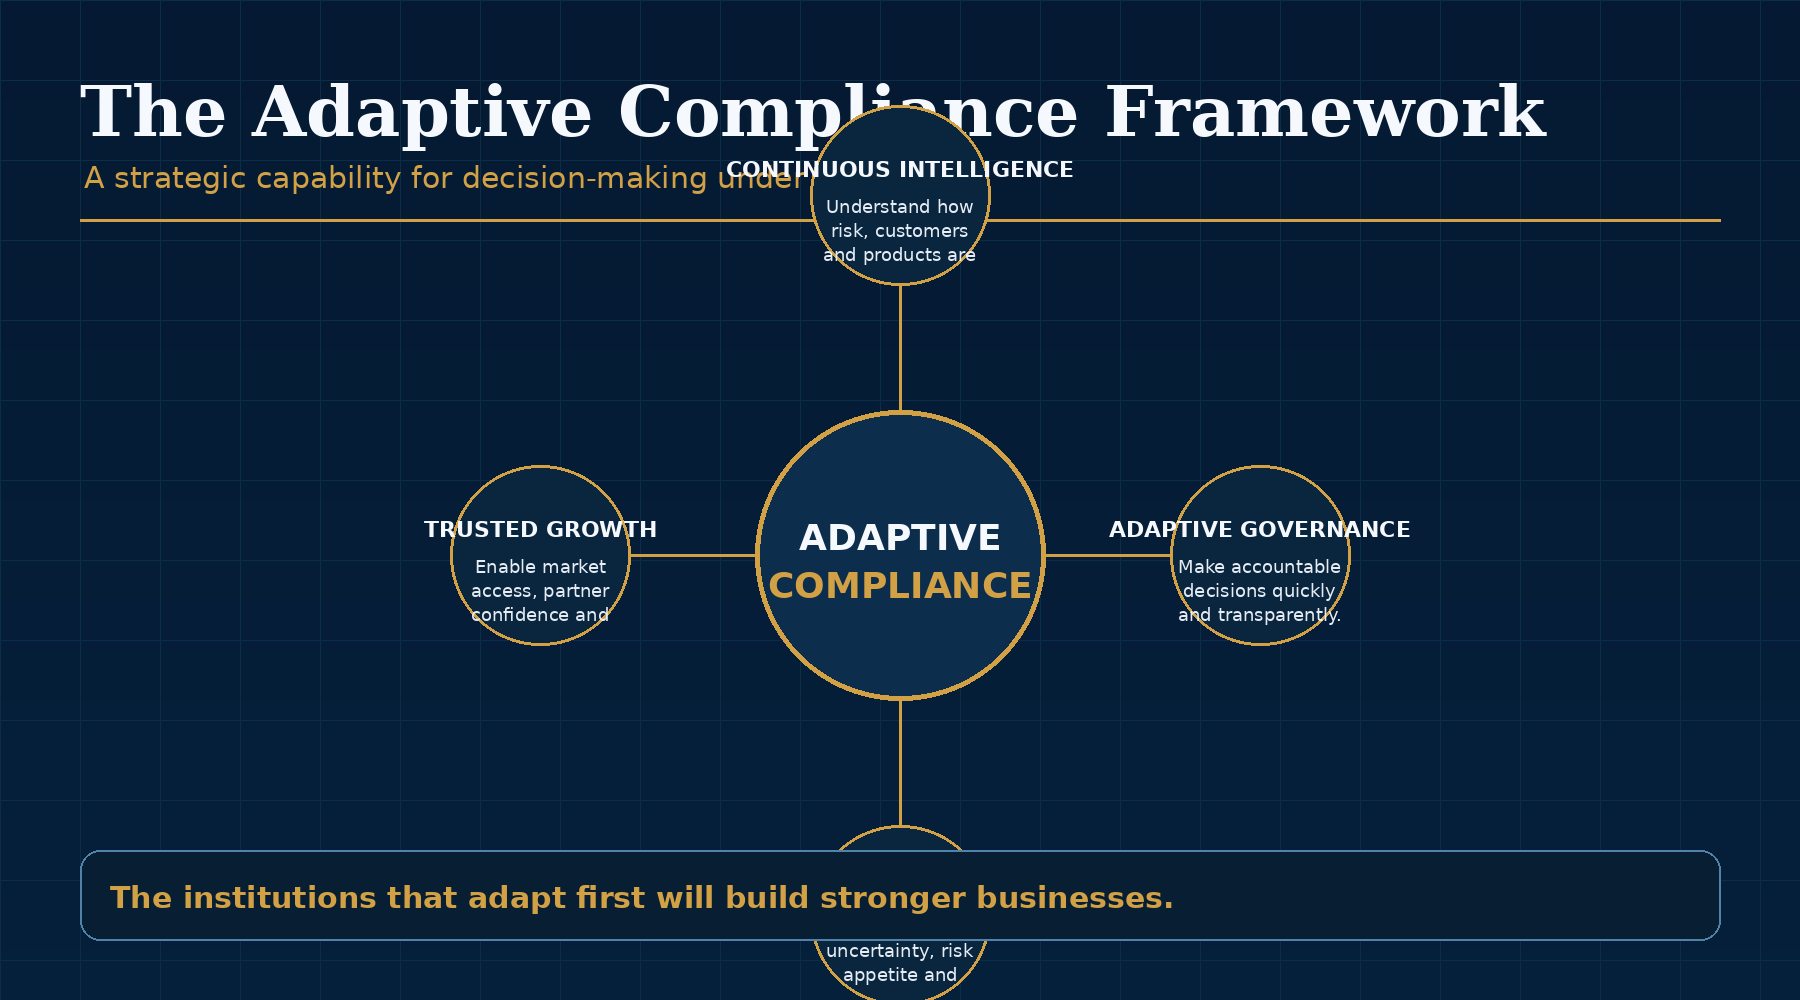 The Adaptive Compliance Framework
A strategic capability for decision-making under
CONTINUOUS INTELLIGENCE
Understand how
risk, customers
and products are
TRUSTED GROWTH
Enable market
access, partner
confidence and
ADAPTIVE
COMPLIANCE
ADAPTIVE GOVERNANCE
Make accountable
decisions quickly
and transparently.
The institutions that adapt first will build stronger businesses.
uncertainty, risk
appetite and